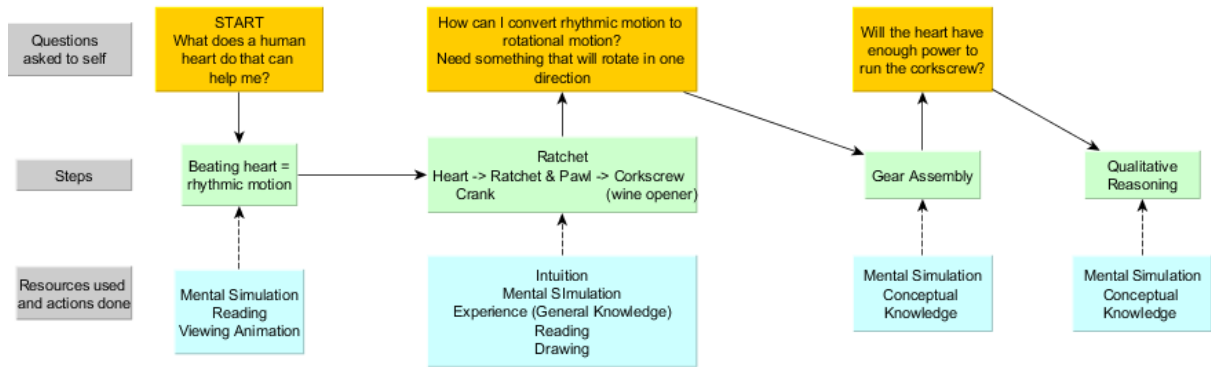 Questions
asked to self
START
What does a human
heart do that can
help me?
How can I convert rhythmic motion to
rotational motion?
Need something that will rotate in one
direction
Will the heart have
enough power to
run the corkscrew?
Steps
Beating heart =
rhythmic motion
Ratchet
Heart -> Ratchet & Pawl -> Corkscrew
Crank (wine opener)
Gear Assembly
Qualitative
Reasoning
Resources used
and actions done
Mental Simulation
Reading
Viewing Animation
Intuition
Mental SImulation
Experience (General Knowledge)
Reading
Drawing
Mental Simulation
Conceptual
Knowledge
Mental Simulation
Conceptual
Knowledge